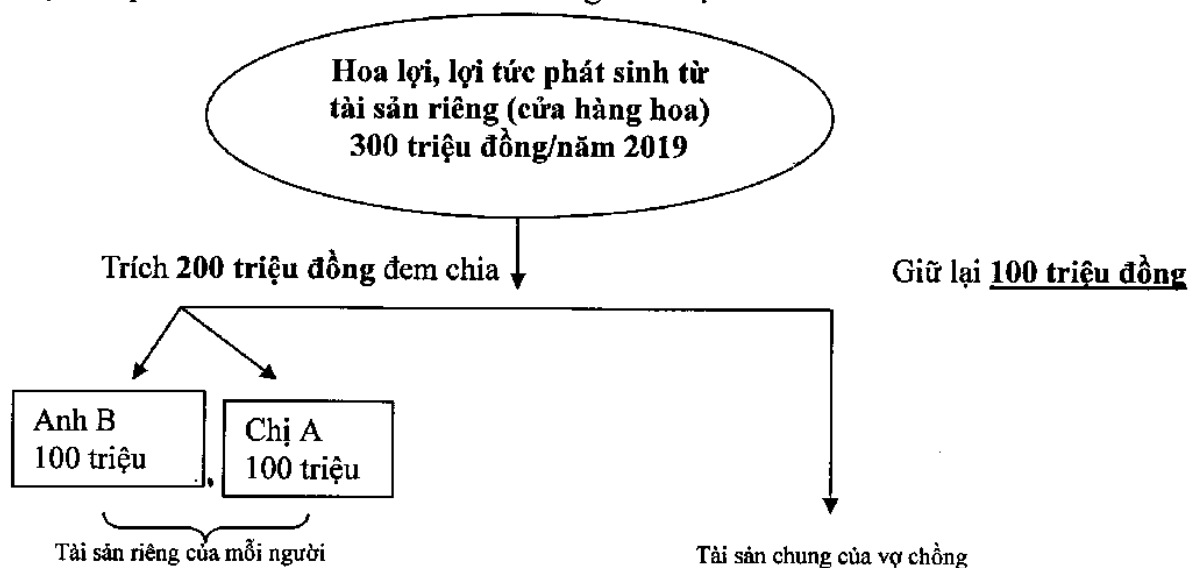 Hoa lợi, lợi tức phát sinh từ
tài sản riêng (cửa hàng hoa)
300 triệu đồng/năm 2019
Trích 200 triệu đồng đem chia
Giữ lại 100 triệu đồng
Anh B
100 triệu
Chị A
100 triệu
Tài sản riêng của mỗi người
Tài sản chung của vợ chồng